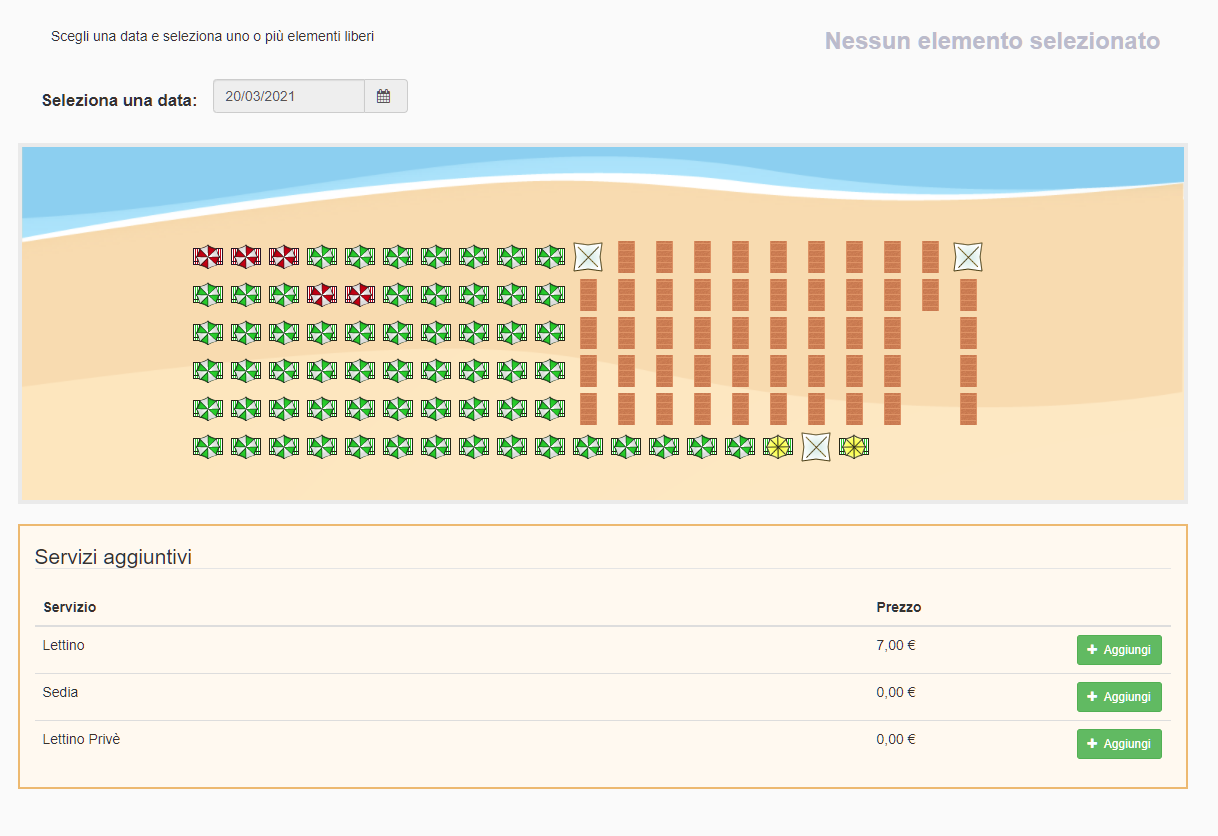 Scegli una data e seleziona uno o più elementi liberi
Nessun elemento selezionato
Seleziona una data: 20/03/2021
Servizi aggiuntivi
Servizio Prezzo
Lettino 7,00 € Aggiungi
Sedia 0,00 € Aggiungi
Lettino Privè 0,00 € Aggiungi